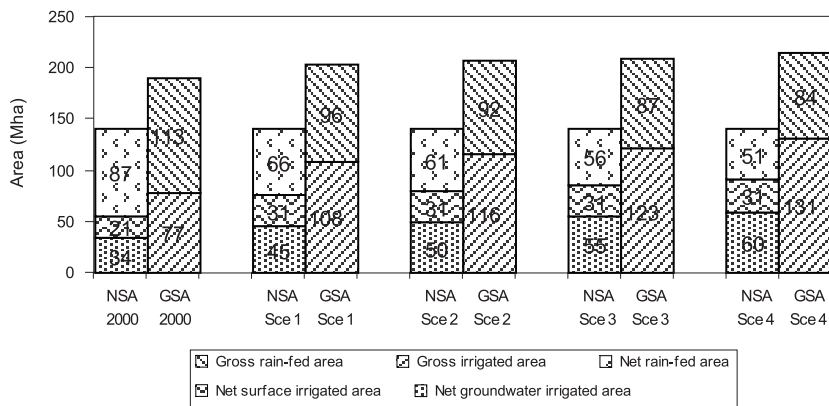 250
200
150
100
50
0
Area (Mha)
113 96 92 87 84
87 66 61 56 51
21 31 31 31 31
77 108 116 123 131
34 45 50 55 60
NSA GSA NSA GSA NSA GSA NSA GSA NSA GSA
2000 2000 Sce 1 Sce 1 Sce 2 Sce 2 Sce 3 Sce 3 Sce 4 Sce 4
Gross rain-fed area Gross irrigated area Net rain-fed area
Net surface irrigated area Net groundwater irrigated area